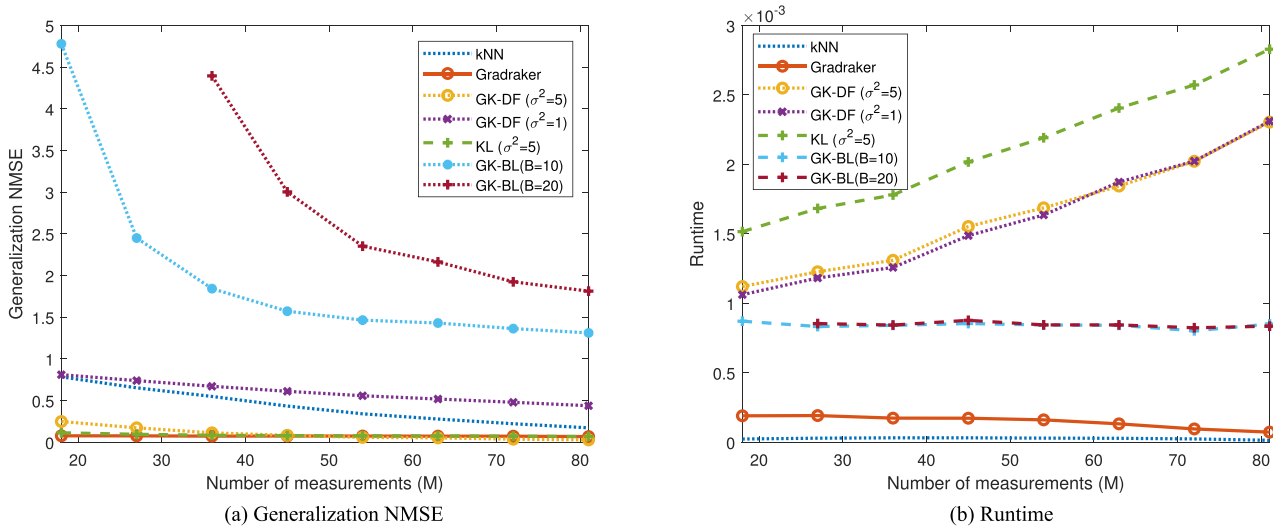 5
4.5
4
3.5
3
2.5
2
1.5
1
0.5
0
20
30
40
50
60
70
80
Generalization NMSE
Number of measurements (M)
kNN
Gradraker
GK-DF (σ²=5)
GK-DF (σ²=1)
KL (σ²=5)
GK-BL(B=10)
GK-BL(B=20)
(a) Generalization NMSE
×10⁻³
3
2.5
2
1.5
1
0.5
0
20
30
40
50
60
70
80
Runtime
Number of measurements (M)
kNN
Gradraker
GK-DF (σ²=5)
GK-DF (σ²=1)
KL (σ²=5)
GK-BL(B=10)
GK-BL(B=20)
(b) Runtime